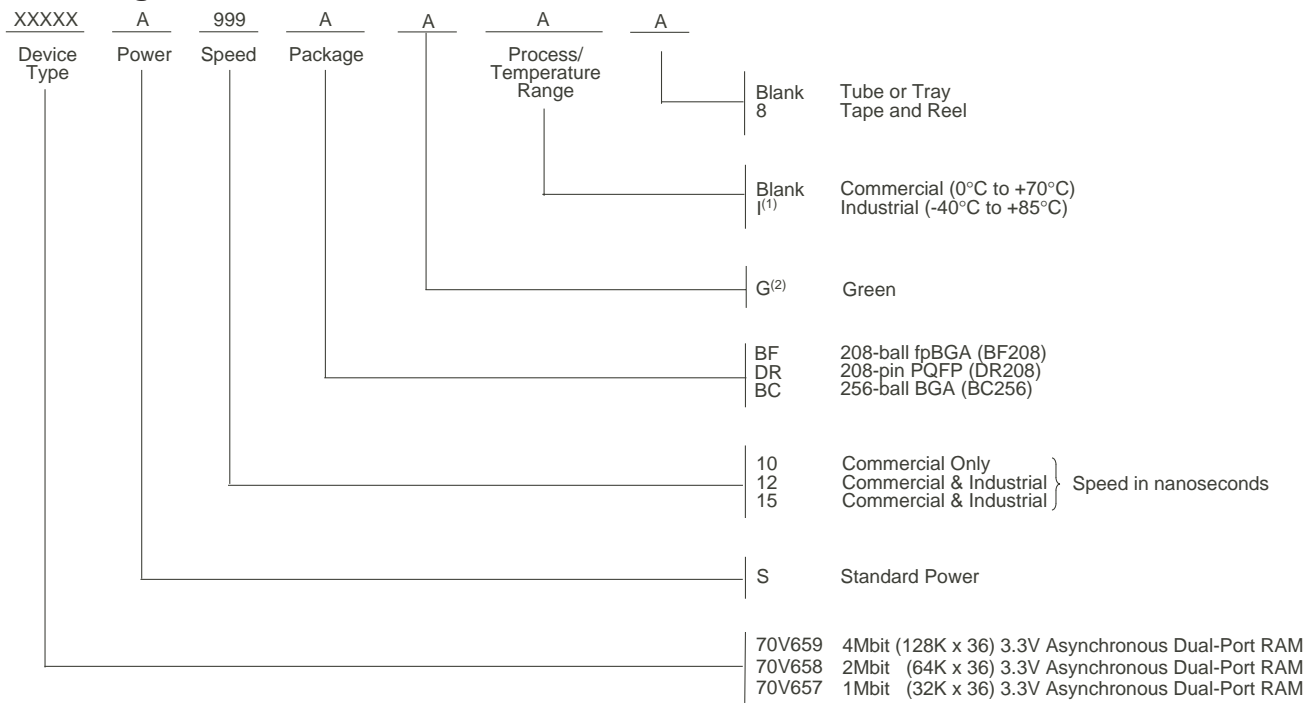 XXXXX A 999 A A A A
Device Type Power Speed Package Process/ Temperature Range
Blank Tube or Tray
8 Tape and Reel
Blank Commercial (0°C to +70°C)
I(1) Industrial (-40°C to +85°C)
G(2) Green
BF 208-ball fpBGA (BF208)
DR 208-pin PQFP (DR208)
BC 256-ball BGA (BC256)
10 Commercial Only
12 Commercial & Industrial Speed in nanoseconds
15 Commercial & Industrial
S Standard Power
70V659 4Mbit (128K x 36) 3.3V Asynchronous Dual-Port RAM
70V658 2Mbit (64K x 36) 3.3V Asynchronous Dual-Port RAM
70V657 1Mbit (32K x 36) 3.3V Asynchronous Dual-Port RAM